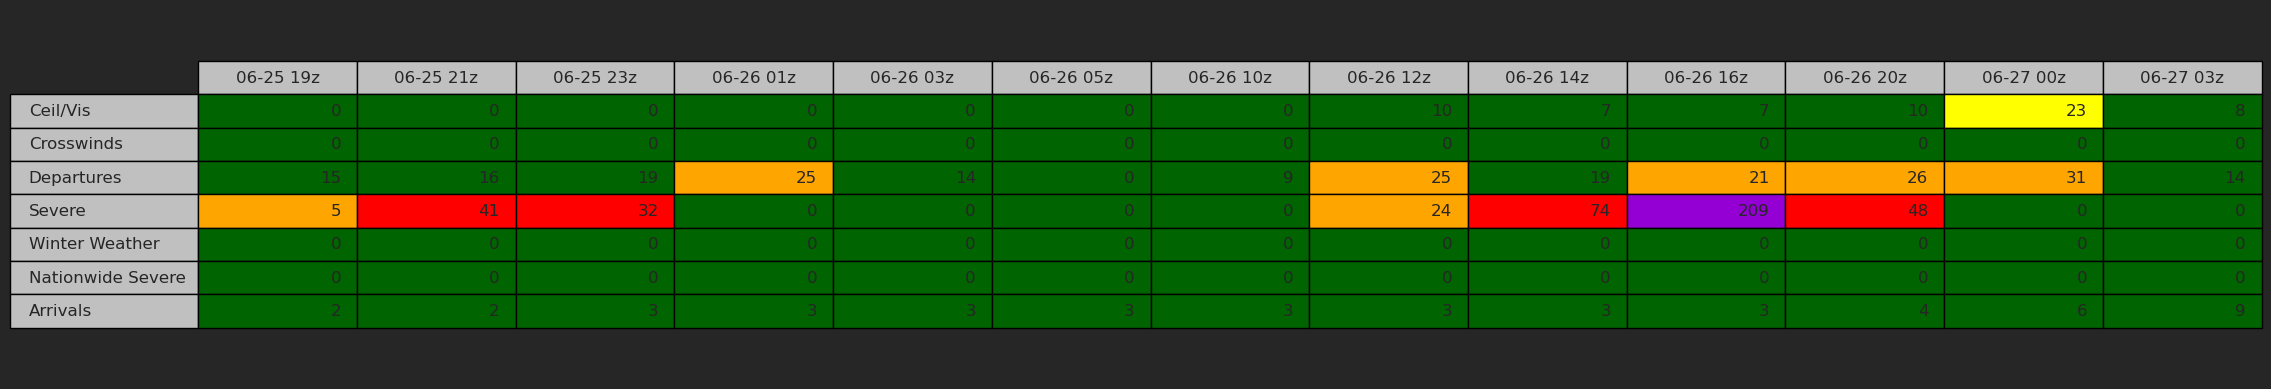 06-25 19z 06-25 21z 06-25 23z 06-26 01z 06-26 03z 06-26 05z 06-26 10z 06-26 12z 06-26 14z 06-26 16z 06-26 20z 06-27 00z 06-27 03z
Ceil/Vis 0 0 0 0 0 0 0 10 7 7 10 23 8
Crosswinds 0 0 0 0 0 0 0 0 0 0 0 0 0
Departures 15 16 19 25 14 0 9 25 19 21 26 31 14
Severe 5 41 32 0 0 0 0 24 74 209 48 0 0
Winter Weather 0 0 0 0 0 0 0 0 0 0 0 0 0
Nationwide Severe 0 0 0 0 0 0 0 0 0 0 0 0 0
Arrivals 2 2 3 3 3 3 3 3 3 3 4 6 9